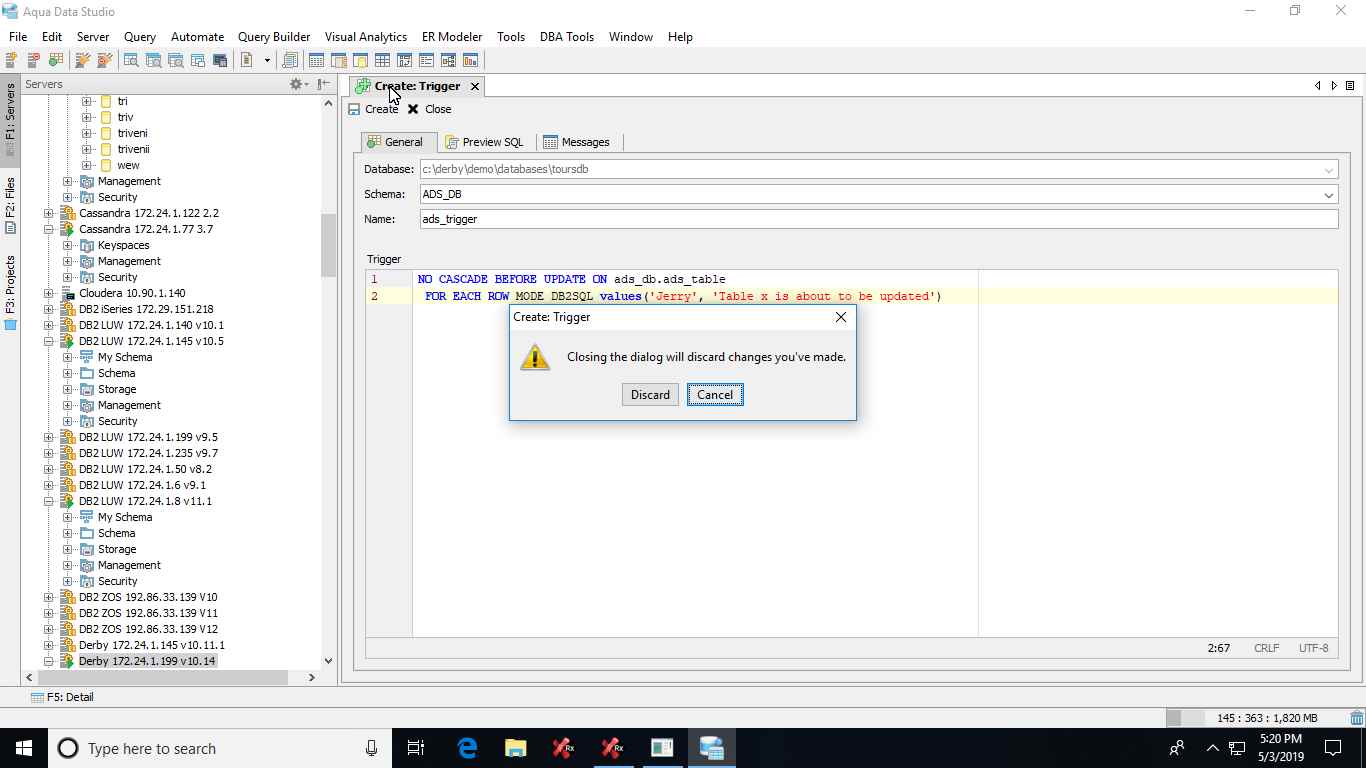 Aqua Data Studio
File Edit Server Query Automate Query Builder Visual Analytics ER Modeler Tools DBA Tools Window Help
F1: Servers
F2: Files
F3: Projects
Servers
tri
triv
triveni
trivenii
wew
Management
Security
Cassandra 172.24.1.122 2.2
Cassandra 172.24.1.77 3.7
Keyspaces
Management
Security
Cloudera 10.90.1.140
DB2 iSeries 172.29.151.218
DB2 LUW 172.24.1.140 v10.1
DB2 LUW 172.24.1.145 v10.5
My Schema
Schema
Storage
Management
Security
DB2 LUW 172.24.1.199 v9.5
DB2 LUW 172.24.1.235 v9.7
DB2 LUW 172.24.1.50 v8.2
DB2 LUW 172.24.1.6 v9.1
DB2 LUW 172.24.1.8 v11.1
My Schema
Schema
Storage
Management
Security
DB2 ZOS 192.86.33.139 V10
DB2 ZOS 192.86.33.139 V11
DB2 ZOS 192.86.33.139 V12
Derby 172.24.1.145 v10.11.1
Derby 172.24.1.199 v10.14
Create: Trigger
Create Close
General Preview SQL Messages
Database: c:\derby\demo\databases\toursdb
Schema: ADS_DB
Name: ads_trigger
Trigger
1 NO CASCADE BEFORE UPDATE ON ads_db.ads_table
2 FOR EACH ROW MODE DB2SQL values('Jerry', 'Table x is about to be updated')
Create: Trigger
Closing the dialog will discard changes you've made.
Discard Cancel
2:67 CRLF UTF-8
F5: Detail
145 : 363 : 1,820 MB
Type here to search
Rx
Rx
5:20 PM
5/3/2019